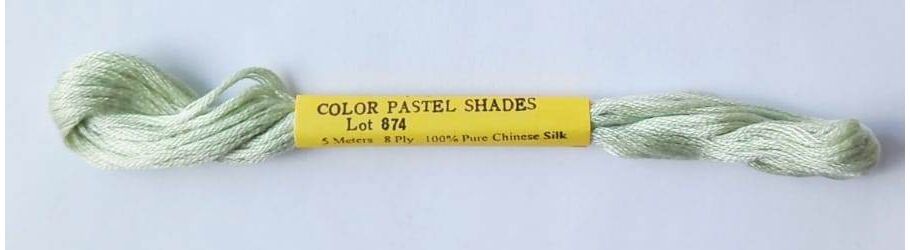 COLOR PASTEL SHADES
Lot 874
5 Meters 8 Ply 100% Pure Chinese Silk